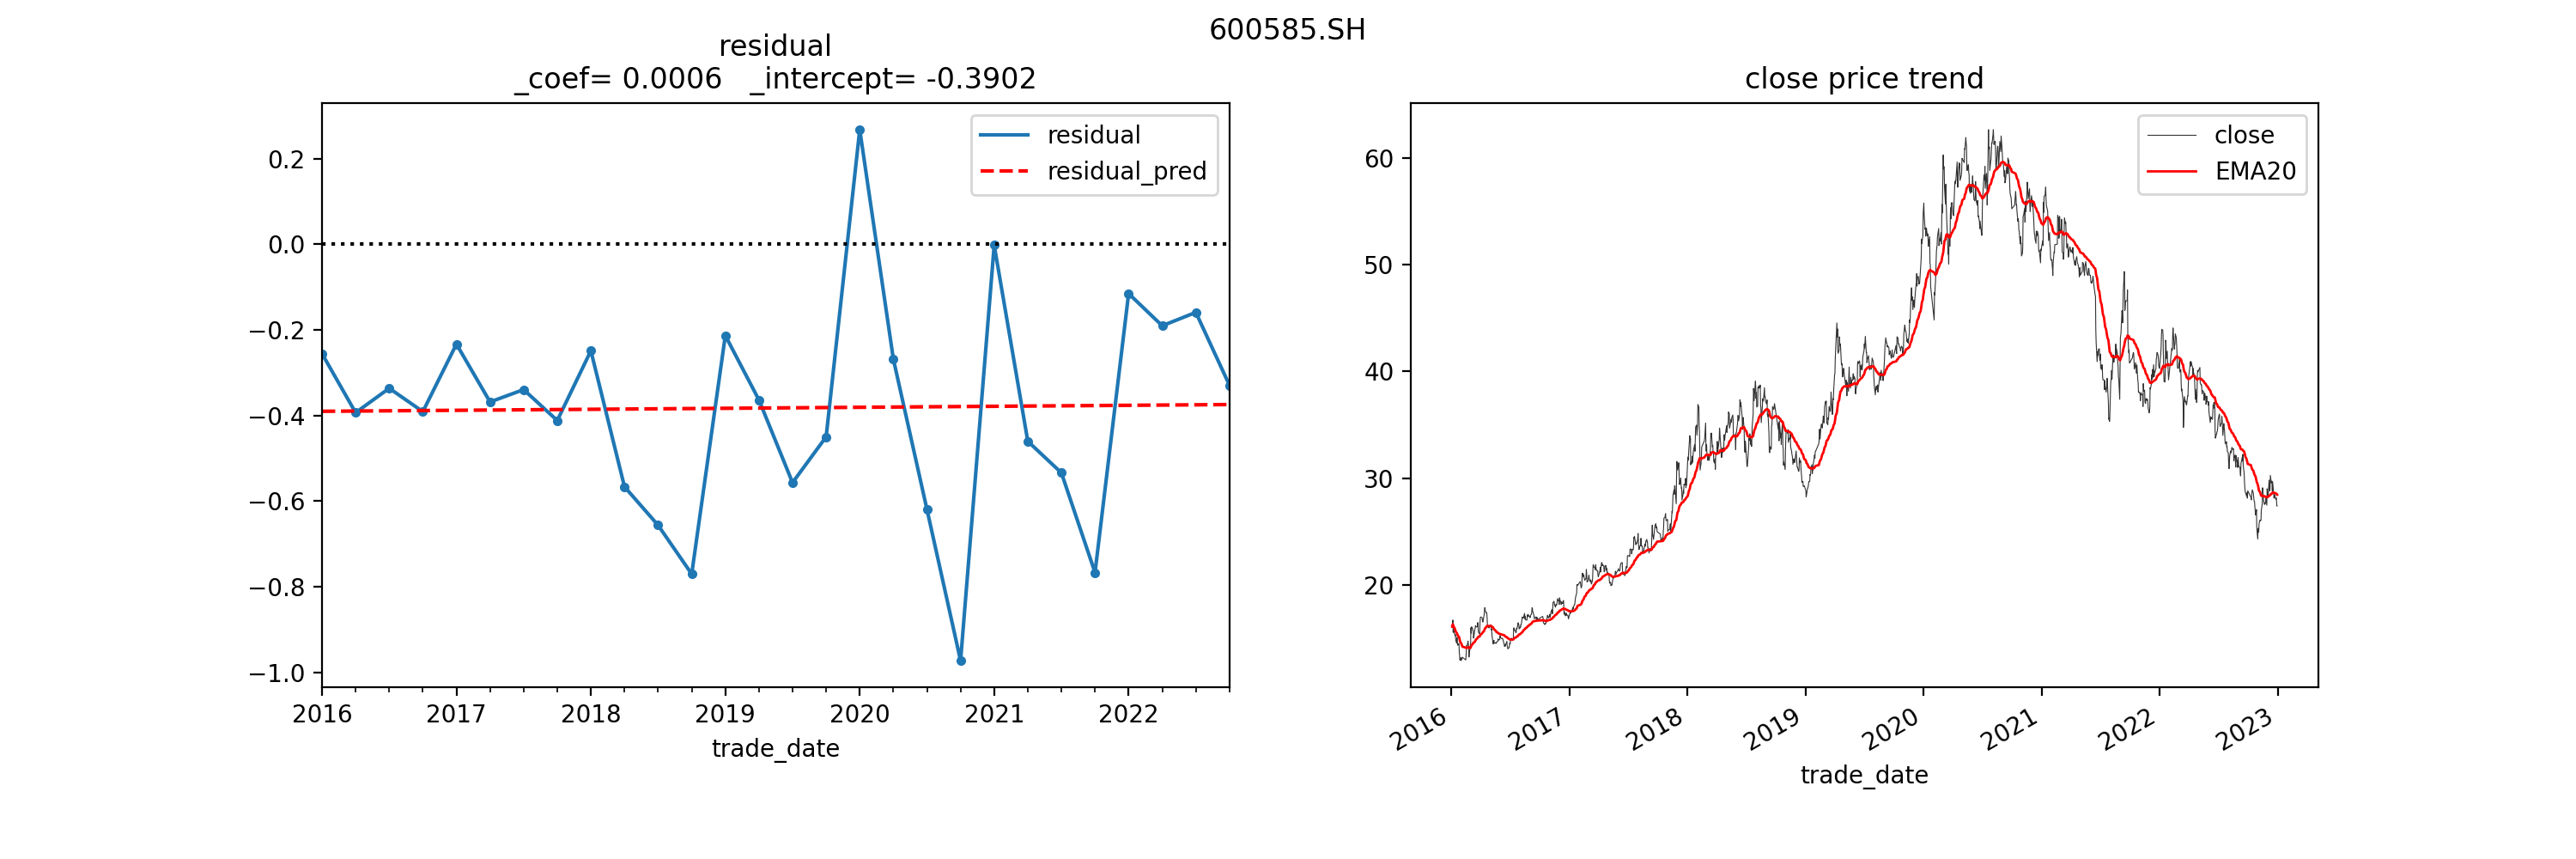 600585.SH
residual
_coef= 0.0006 _intercept= -0.3902
residual
residual_pred
0.2
0.0
−0.2
−0.4
−0.6
−0.8
−1.0
2016 2017 2018 2019 2020 2021 2022
trade_date
close price trend
close
EMA20
60
50
40
30
20
2016 2017 2018 2019 2020 2021 2022 2023
trade_date